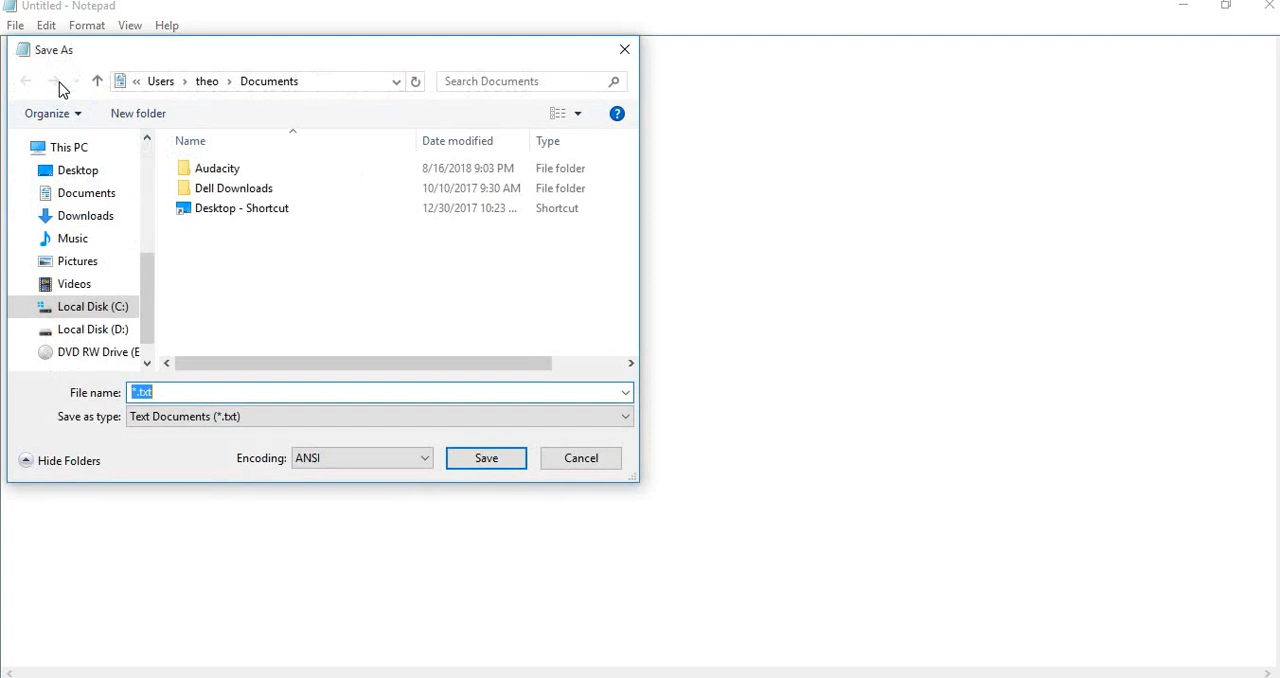 Untitled - Notepad
File Edit Format View Help
Save As
« Users › theo › Documents
Search Documents
Organize
New folder
Name Date modified Type
This PC
Desktop
Documents
Downloads
Music
Pictures
Videos
Local Disk (C:)
Local Disk (D:)
DVD RW Drive (E
Audacity 8/16/2018 9:03 PM File folder
Dell Downloads 10/10/2017 9:30 AM File folder
Desktop - Shortcut 12/30/2017 10:23 ... Shortcut
File name: *.txt
Save as type: Text Documents (*.txt)
Hide Folders
Encoding: ANSI
Save
Cancel